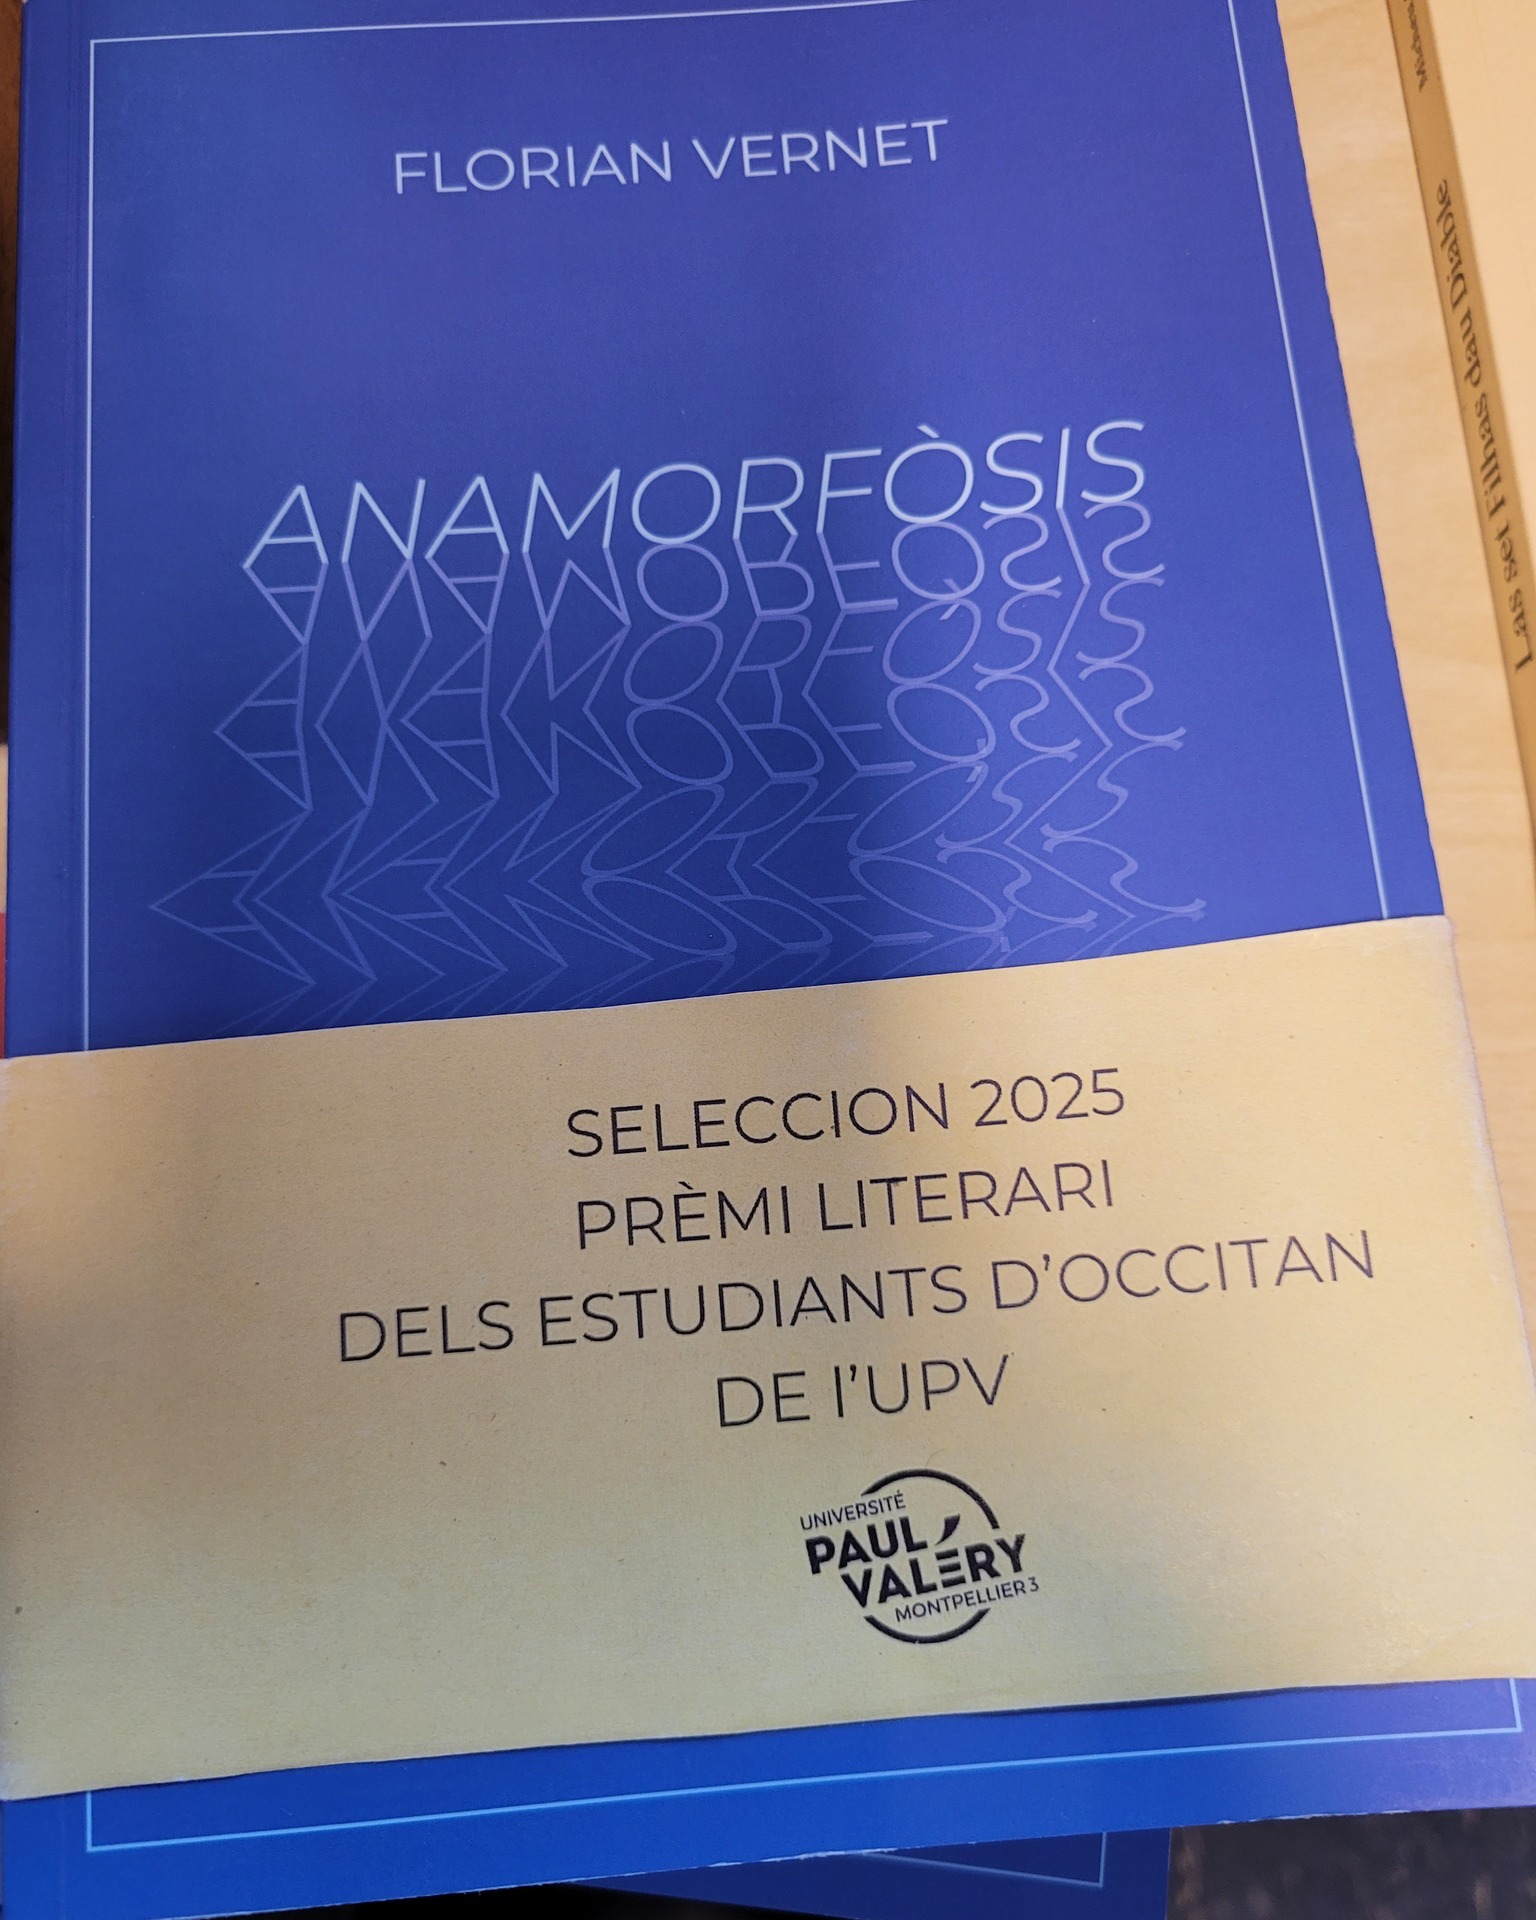 FLORIAN VERNET
ANAMORFÒSIS
SELECCION 2025
PRÈMI LITERARI
DELS ESTUDIANTS D'OCCITAN
DE l'UPV
UNIVERSITÉ
PAUL
VALÉRY
MONTPELLIER 3
Las set Filhas dau Diable